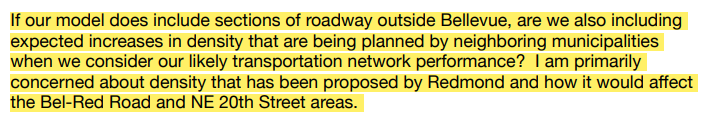 If our model does include sections of roadway outside Bellevue, are we also including
expected increases in density that are being planned by neighboring municipalities
when we consider our likely transportation network performance?  I am primarily
concerned about density that has been proposed by Redmond and how it would affect
the Bel-Red Road and NE 20th Street areas.